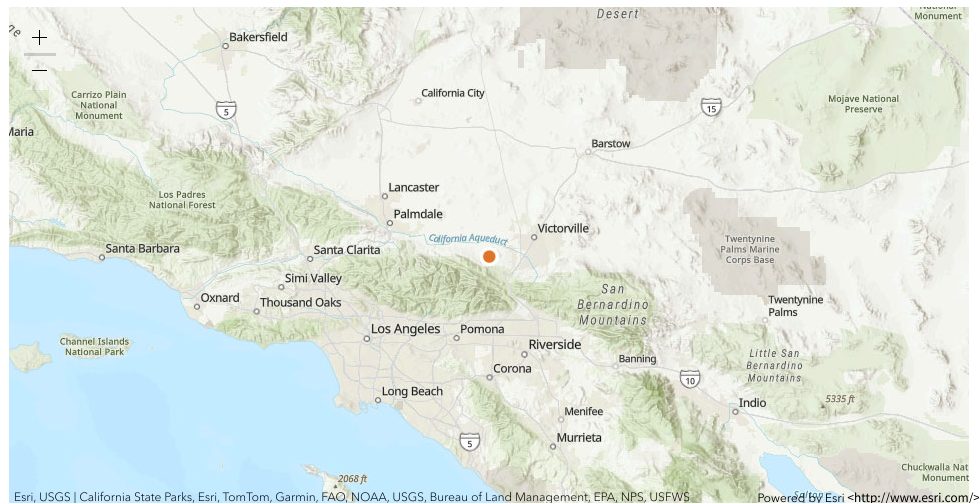 Desert
National
Monument
+
Bakersfield
−
California City
5
15
Carrizo Plain
National
Monument
Mojave National
Preserve
Maria
Barstow
Lancaster
Los Padres
National Forest
Palmdale
Victorville
California Aqueduct
Santa Barbara
Santa Clarita
Twentynine
Palms Marine
Corps Base
Simi Valley
San
Bernardino
Mountains
Oxnard
Thousand Oaks
Twentynine
Palms
Los Angeles
Pomona
Channel Islands
National Park
Riverside
Banning
Little San
Bernardino
Mountains
Corona
10
Long Beach
Indio
5335 ft
Menifee
Murrieta
5
Chuckwalla Nat
Monument
2068 ft
Salton
Esri, USGS | California State Parks, Esri, TomTom, Garmin, FAO, NOAA, USGS, Bureau of Land Management, EPA, NPS, USFWS
Powered by Esri <http://www.esri.com/>